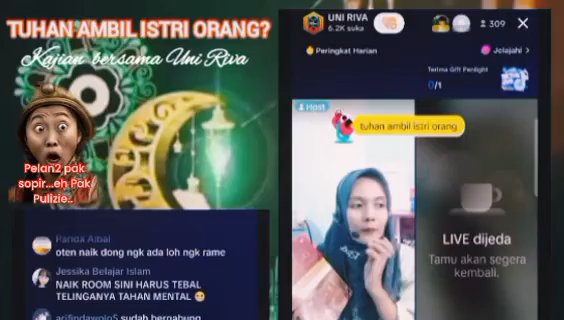 TUHAN AMBIL ISTRI ORANG?
Kajian bersama Uni Riva
Pelan2 pak
sopir...eh Pak
Pulizie..
Parida Aibai
oten naik dong ngk ada loh ngk rame
Jessika Belajar Islam
NAIK ROOM SINI HARUS TEBAL
TELINGANYA TAHAN MENTAL
sudah bergabung
UNI RIVA
6.2K suka
309
Peringkat Harian
Jelajahi
Terima Gift Penlight
0/1
Host
tuhan ambil istri orang
LIVE dijeda
Tamu akan segera
kembali.